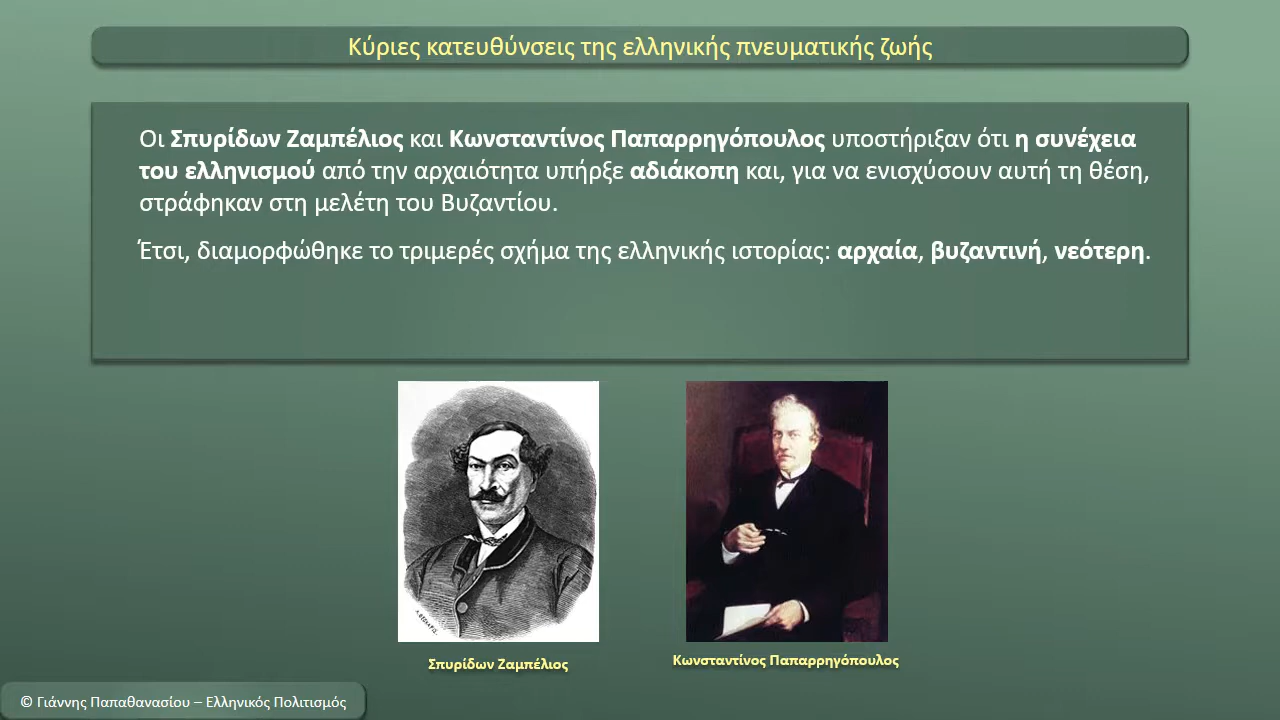 Κύριες κατευθύνσεις της ελληνικής πνευματικής ζωής
Οι Σπυρίδων Ζαμπέλιος και Κωνσταντίνος Παπαρρηγόπουλος υποστήριξαν ότι η συνέχεια
του ελληνισμού από την αρχαιότητα υπήρξε αδιάκοπη και, για να ενισχύσουν αυτή τη θέση,
στράφηκαν στη μελέτη του Βυζαντίου.
Έτσι, διαμορφώθηκε το τριμερές σχήμα της ελληνικής ιστορίας: αρχαία, βυζαντινή, νεότερη.
Σπυρίδων Ζαμπέλιος
Κωνσταντίνος Παπαρρηγόπουλος
© Γιάννης Παπαθανασίου – Ελληνικός Πολιτισμός